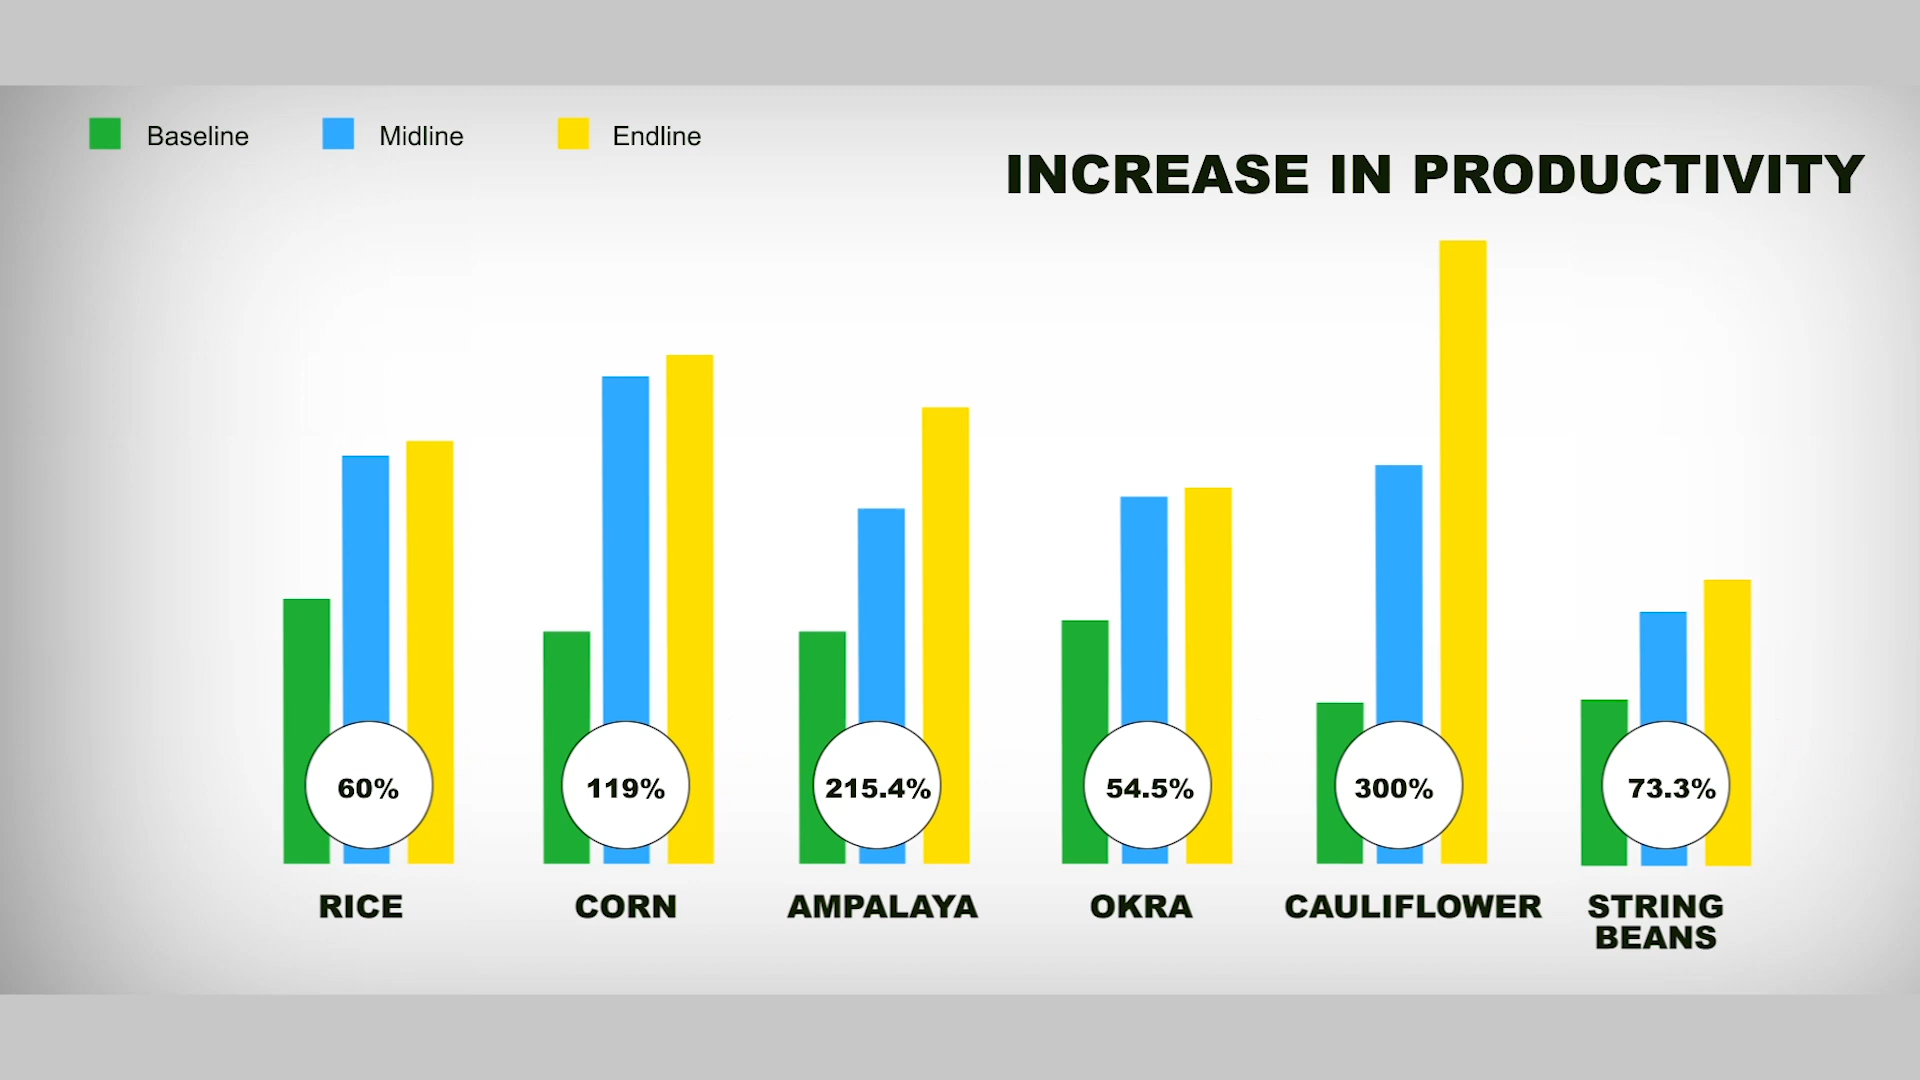 Baseline
Midline
Endline
INCREASE IN PRODUCTIVITY
60%
119%
215.4%
54.5%
300%
73.3%
RICE
CORN
AMPALAYA
OKRA
CAULIFLOWER
STRING
BEANS